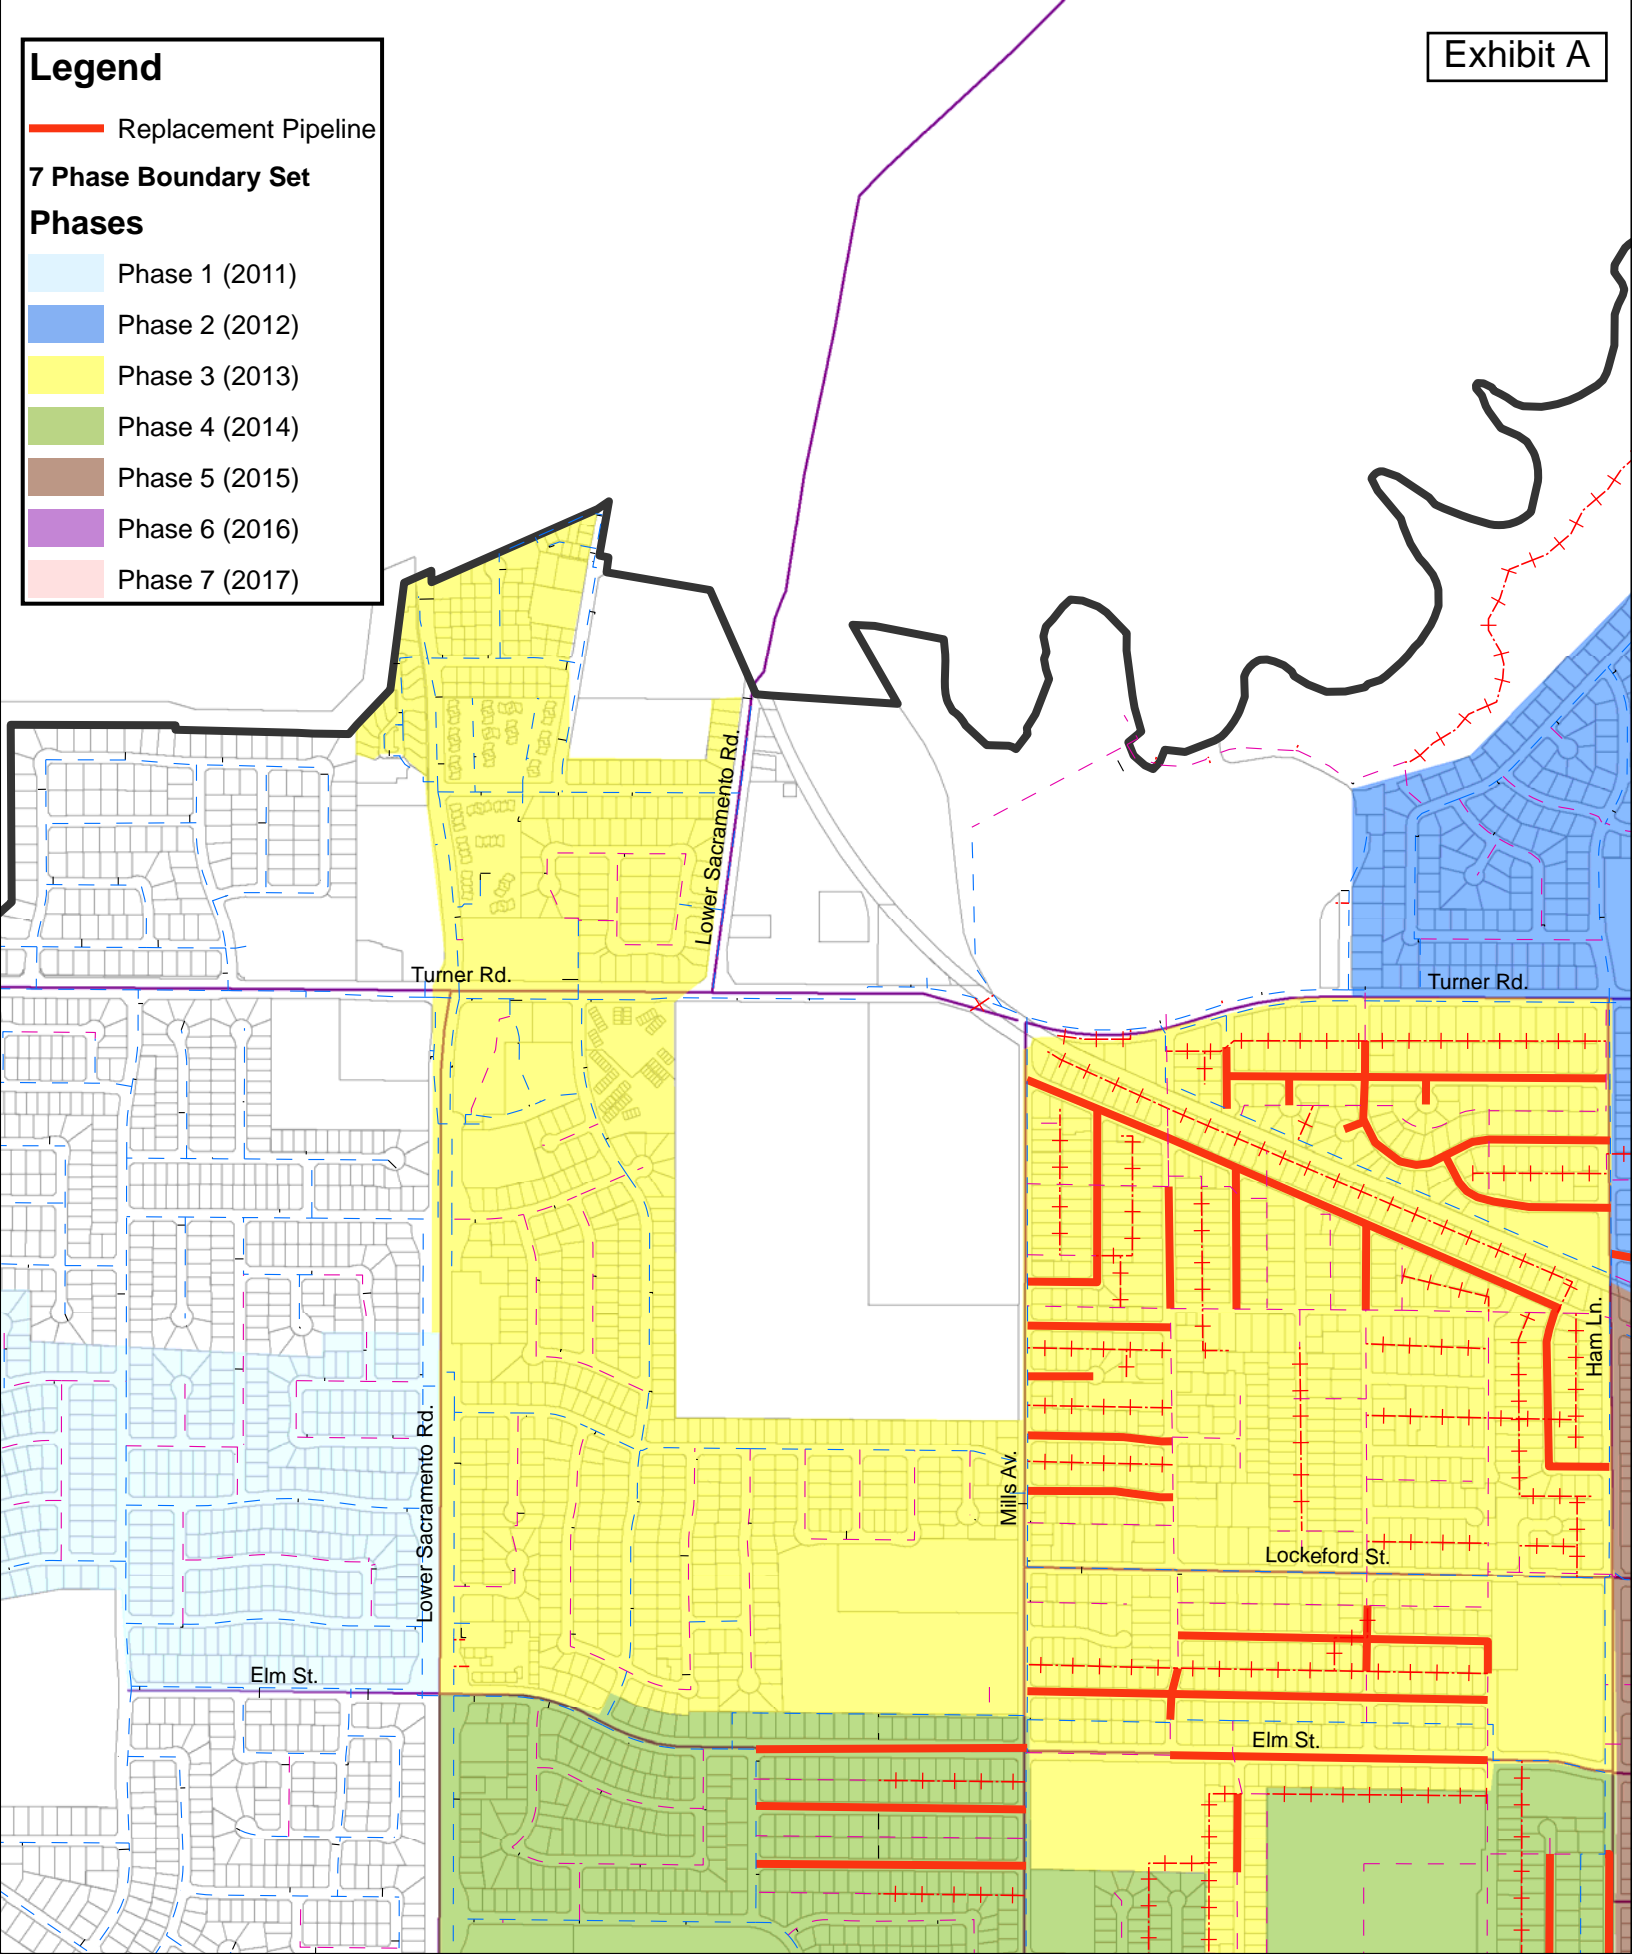 Exhibit A
Legend
Replacement Pipeline
7 Phase Boundary Set
Phases
Phase 1 (2011)
Phase 2 (2012)
Phase 3 (2013)
Phase 4 (2014)
Phase 5 (2015)
Phase 6 (2016)
Phase 7 (2017)
Lower Sacramento Rd.
Turner Rd.
Turner Rd.
Ham Ln.
Lower Sacramento Rd.
Mills Av.
Lockeford St.
Elm St.
Elm St.